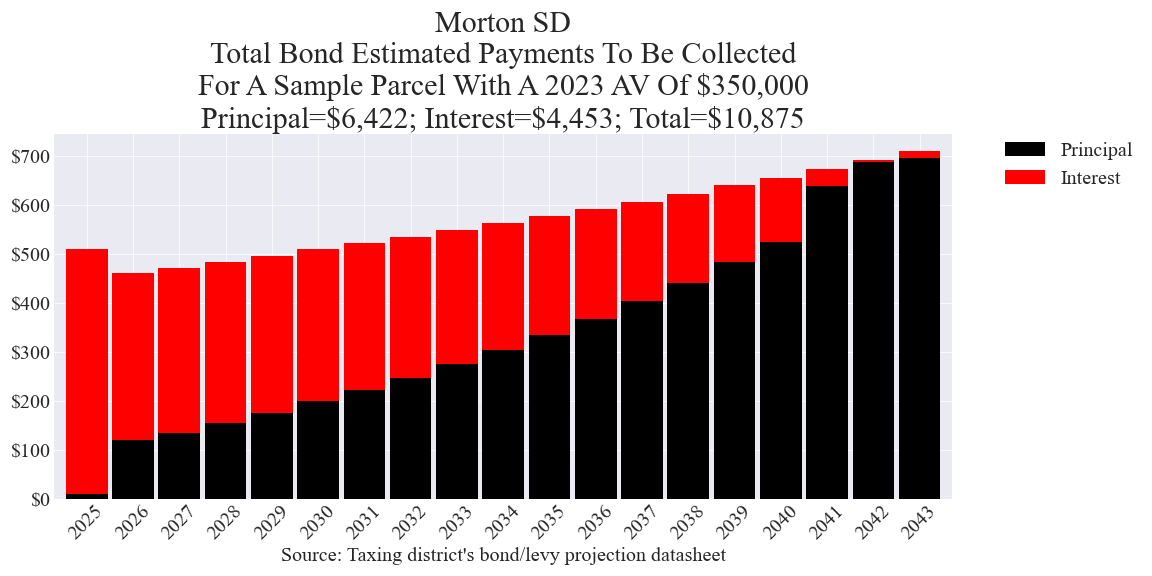 Morton SD
Total Bond Estimated Payments To Be Collected
For A Sample Parcel With A 2023 AV Of $350,000
Principal=$6,422; Interest=$4,453; Total=$10,875
Principal
Interest
$700
$600
$500
$400
$300
$200
$100
$0
2025 2026 2027 2028 2029 2030 2031 2032 2033 2034 2035 2036 2037 2038 2039 2040 2041 2042 2043
Source: Taxing district's bond/levy projection datasheet